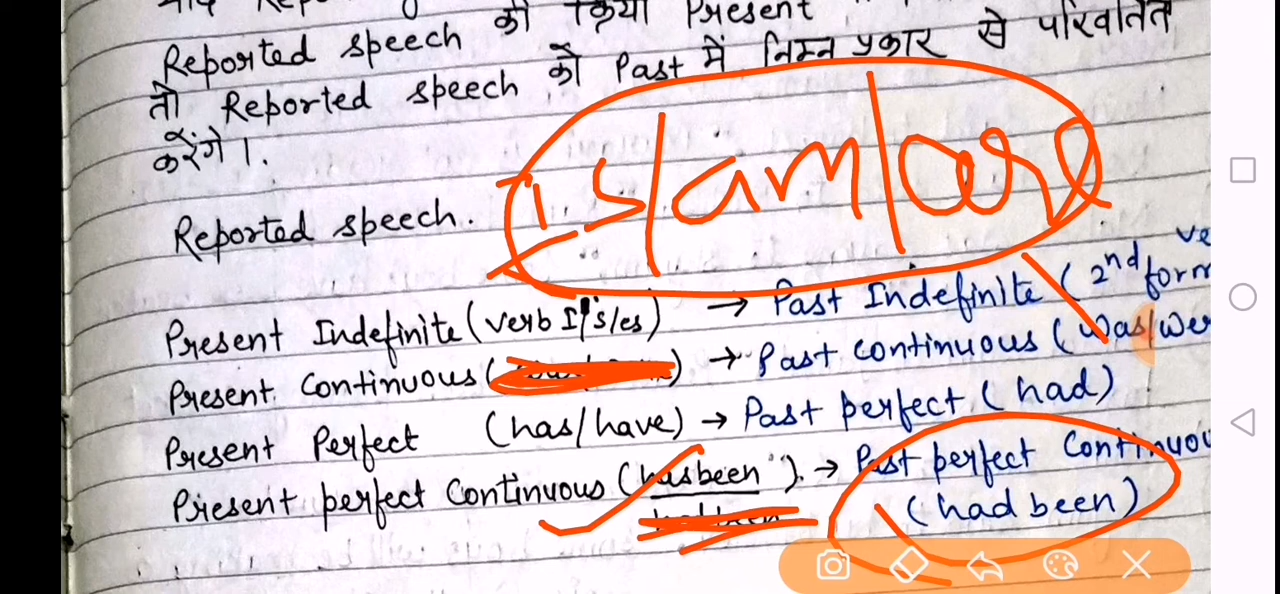 Reported speech की क्रिया Present
तो Reported speech को Past में निम्न प्रकार से परिवर्तित
करेंगे।
is/am/are
Reported speech.
Present Indefinite (verb I/s/es) → Past Indefinite (2nd form
Present Continuous ( ) → Past continuous (was/wer
Present Perfect (has/have) → Past perfect (had)
Present perfect Continuous (has been). → Past perfect Continuou
(had been)